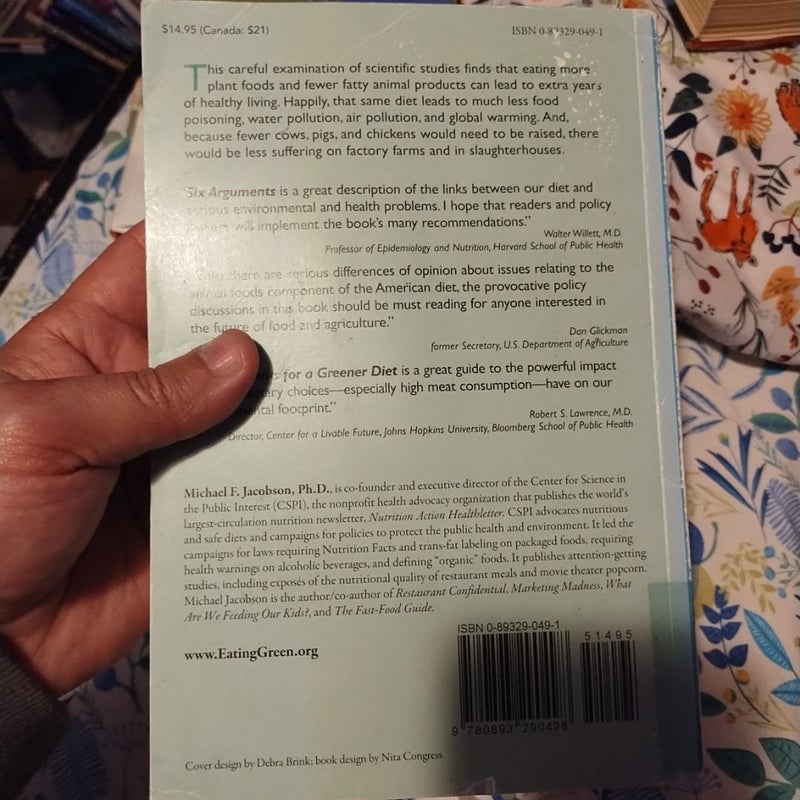 $14.95 (Canada: $21)
ISBN 0-89329-049-1
This careful examination of scientific studies finds that eating more
plant foods and fewer fatty animal products can lead to extra years
of healthy living. Happily, that same diet leads to much less food
poisoning, water pollution, air pollution, and global warming. And,
because fewer cows, pigs, and chickens would need to be raised, there
would be less suffering on factory farms and in slaughterhouses.
"Six Arguments is a great description of the links between our diet and
serious environmental and health problems. I hope that readers and policy
will implement the book's many recommendations."
Walter Willett, M.D.
Professor of Epidemiology and Nutrition, Harvard School of Public Health
there are serious differences of opinion about issues relating to the
animal foods component of the American diet, the provocative policy
discussions in this book should be must reading for anyone interested in
the future of food and agriculture."
Dan Glickman
former Secretary, U.S. Department of Agriculture
for a Greener Diet is a great guide to the powerful impact
choices—especially high meat consumption—have on our
footprint."
Robert S. Lawrence, M.D.
Director, Center for a Livable Future, Johns Hopkins University, Bloomberg School of Public Health
Michael F. Jacobson, Ph.D., is co-founder and executive director of the Center for Science in
the Public Interest (CSPI), the nonprofit health advocacy organization that publishes the world's
largest-circulation nutrition newsletter, Nutrition Action Healthletter. CSPI advocates nutritious
and safe diets and campaigns for policies to protect the public health and environment. It led the
campaigns for laws requiring Nutrition Facts and trans-fat labeling on packaged foods, requiring
health warnings on alcoholic beverages, and defining "organic" foods. It publishes attention-getting
studies, including exposés of the nutritional quality of restaurant meals and movie theater popcorn.
Michael Jacobson is the author/co-author of Restaurant Confidential, Marketing Madness, What
Are We Feeding Our Kids?, and The Fast-Food Guide.
www.EatingGreen.org
ISBN 0-89329-049-1
51495
9 780893 290498
Cover design by Debra Brink; book design by Nita Congress